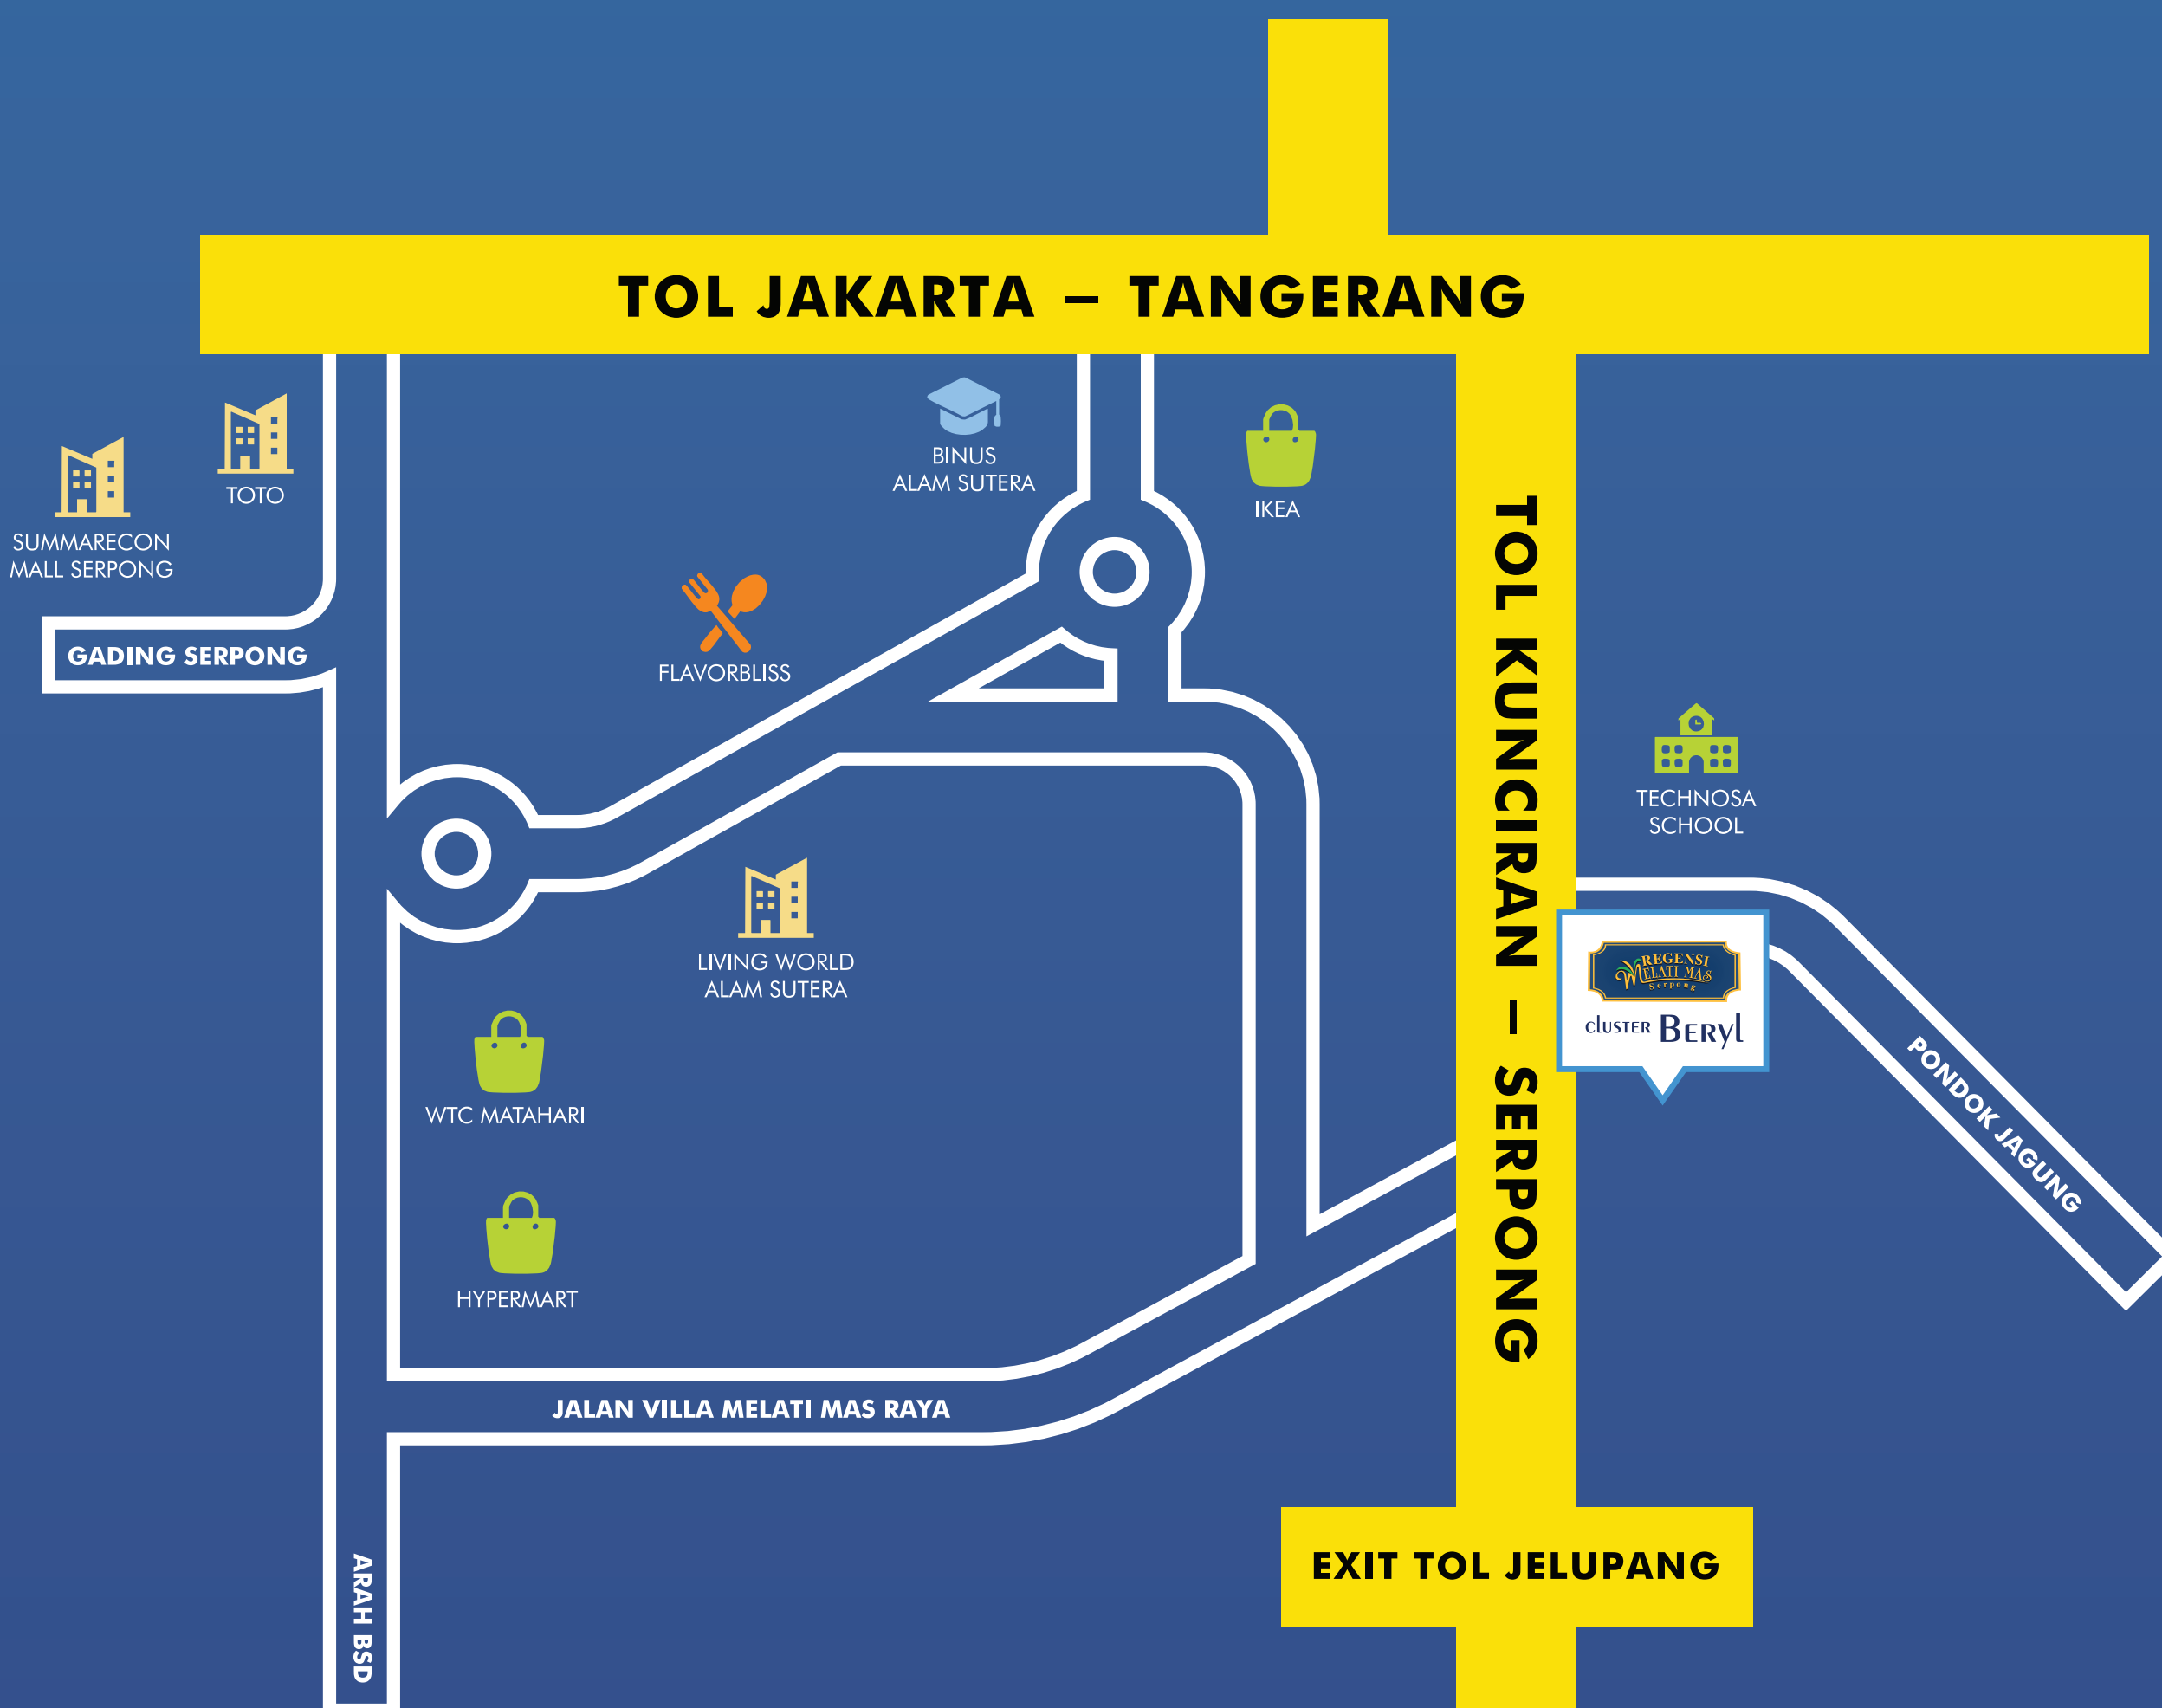 TOL JAKARTA – TANGERANG
BINUS
ALAM SUTERA
IKEA
TOTO
SUMMARECON
MALL SERPONG
GADING SERPONG
FLAVORBLISS
TOL KUNCIRAN – SERPONG
TECHNOSA
SCHOOL
LIVING WORLD
ALAM SUTERA
REGENSI
MELATI MAS
Serpong
clUSTER BERyl
WTC MATAHARI
PONDOK JAGUNG
HYPERMART
JALAN VILLA MELATI MAS RAYA
EXIT TOL JELUPANG
ARAH BSD